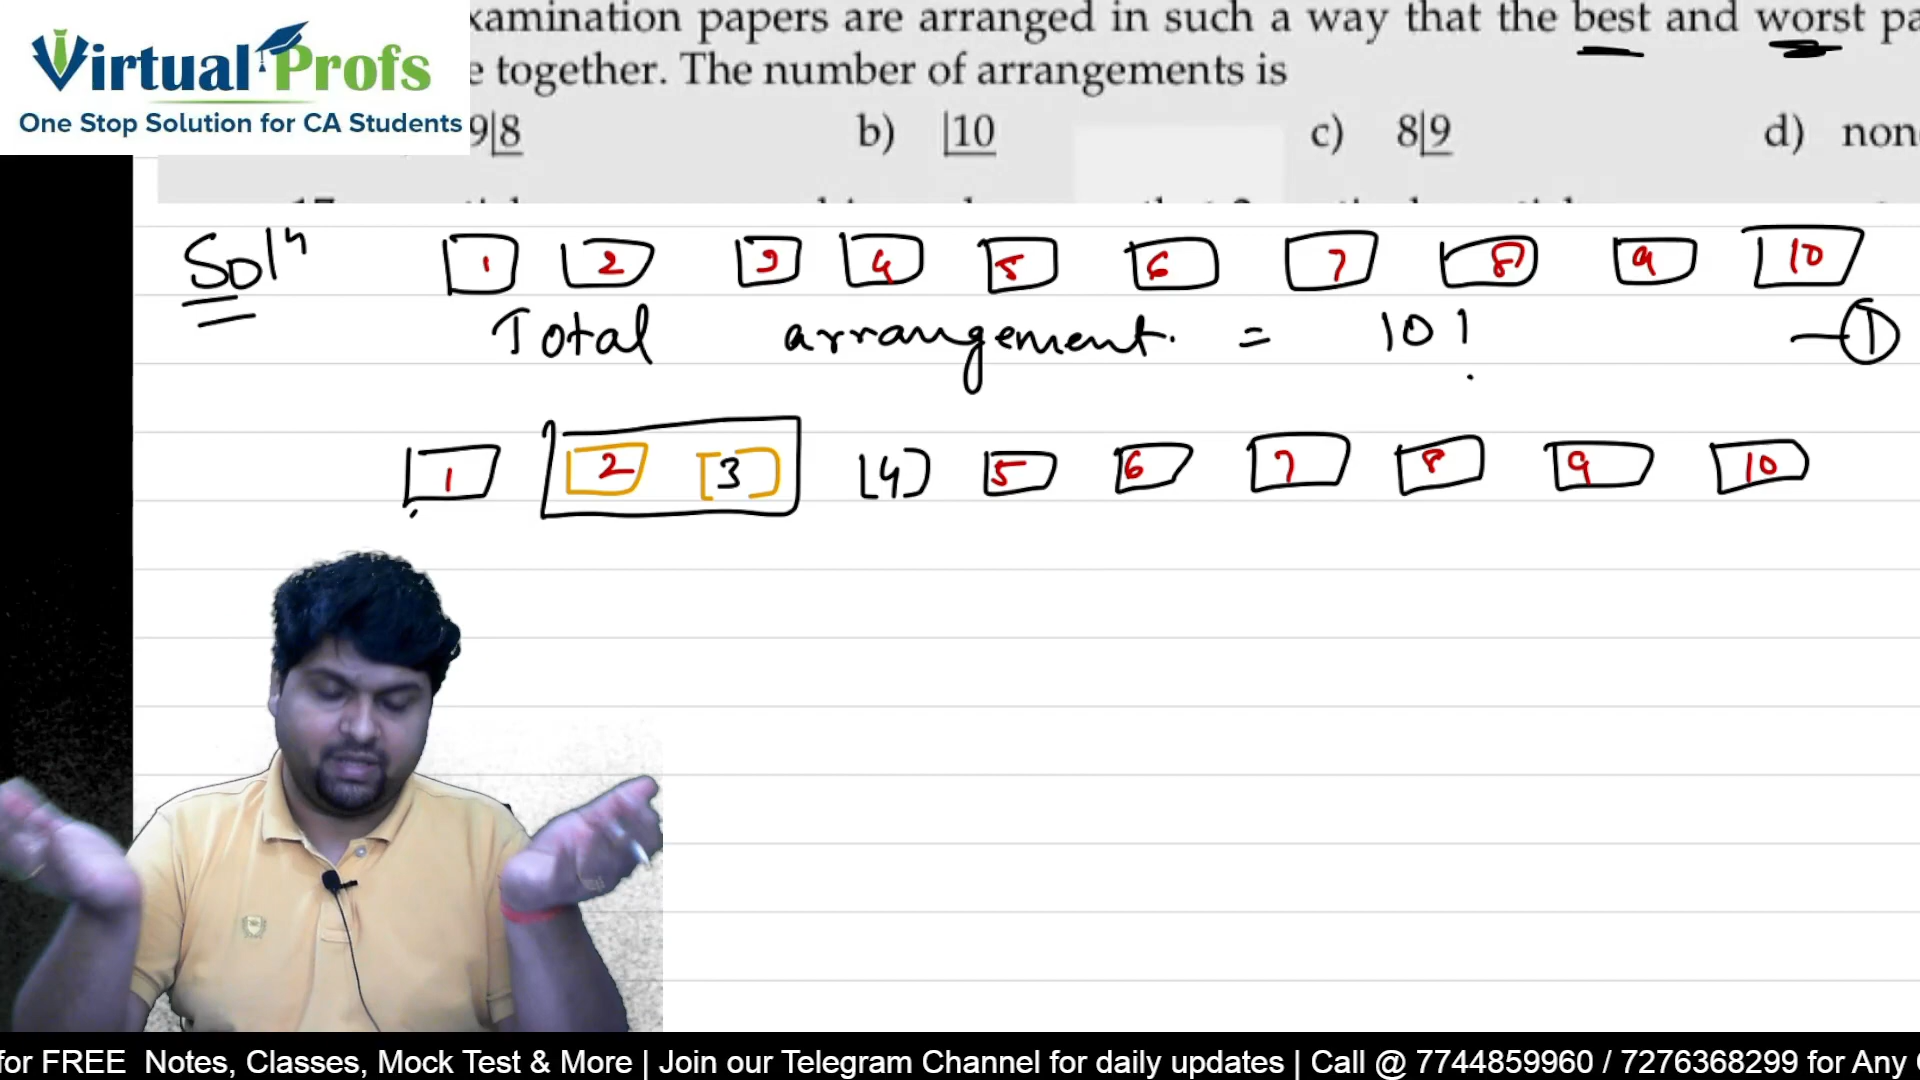 Virtual Profs
One Stop Solution for CA Students
xamination papers are arranged in such a way that the best and worst pa
e together. The number of arrangements is
9|8 b) |10 c) 8|9 d) non
Solⁿ 1 2 3 4 5 6 7 8 9 10
Total arrangement. = 10! —①
1 2 3 4 5 6 7 8 9 10
for FREE Notes, Classes, Mock Test & More | Join our Telegram Channel for daily updates | Call @ 7744859960 / 7276368299 for Any